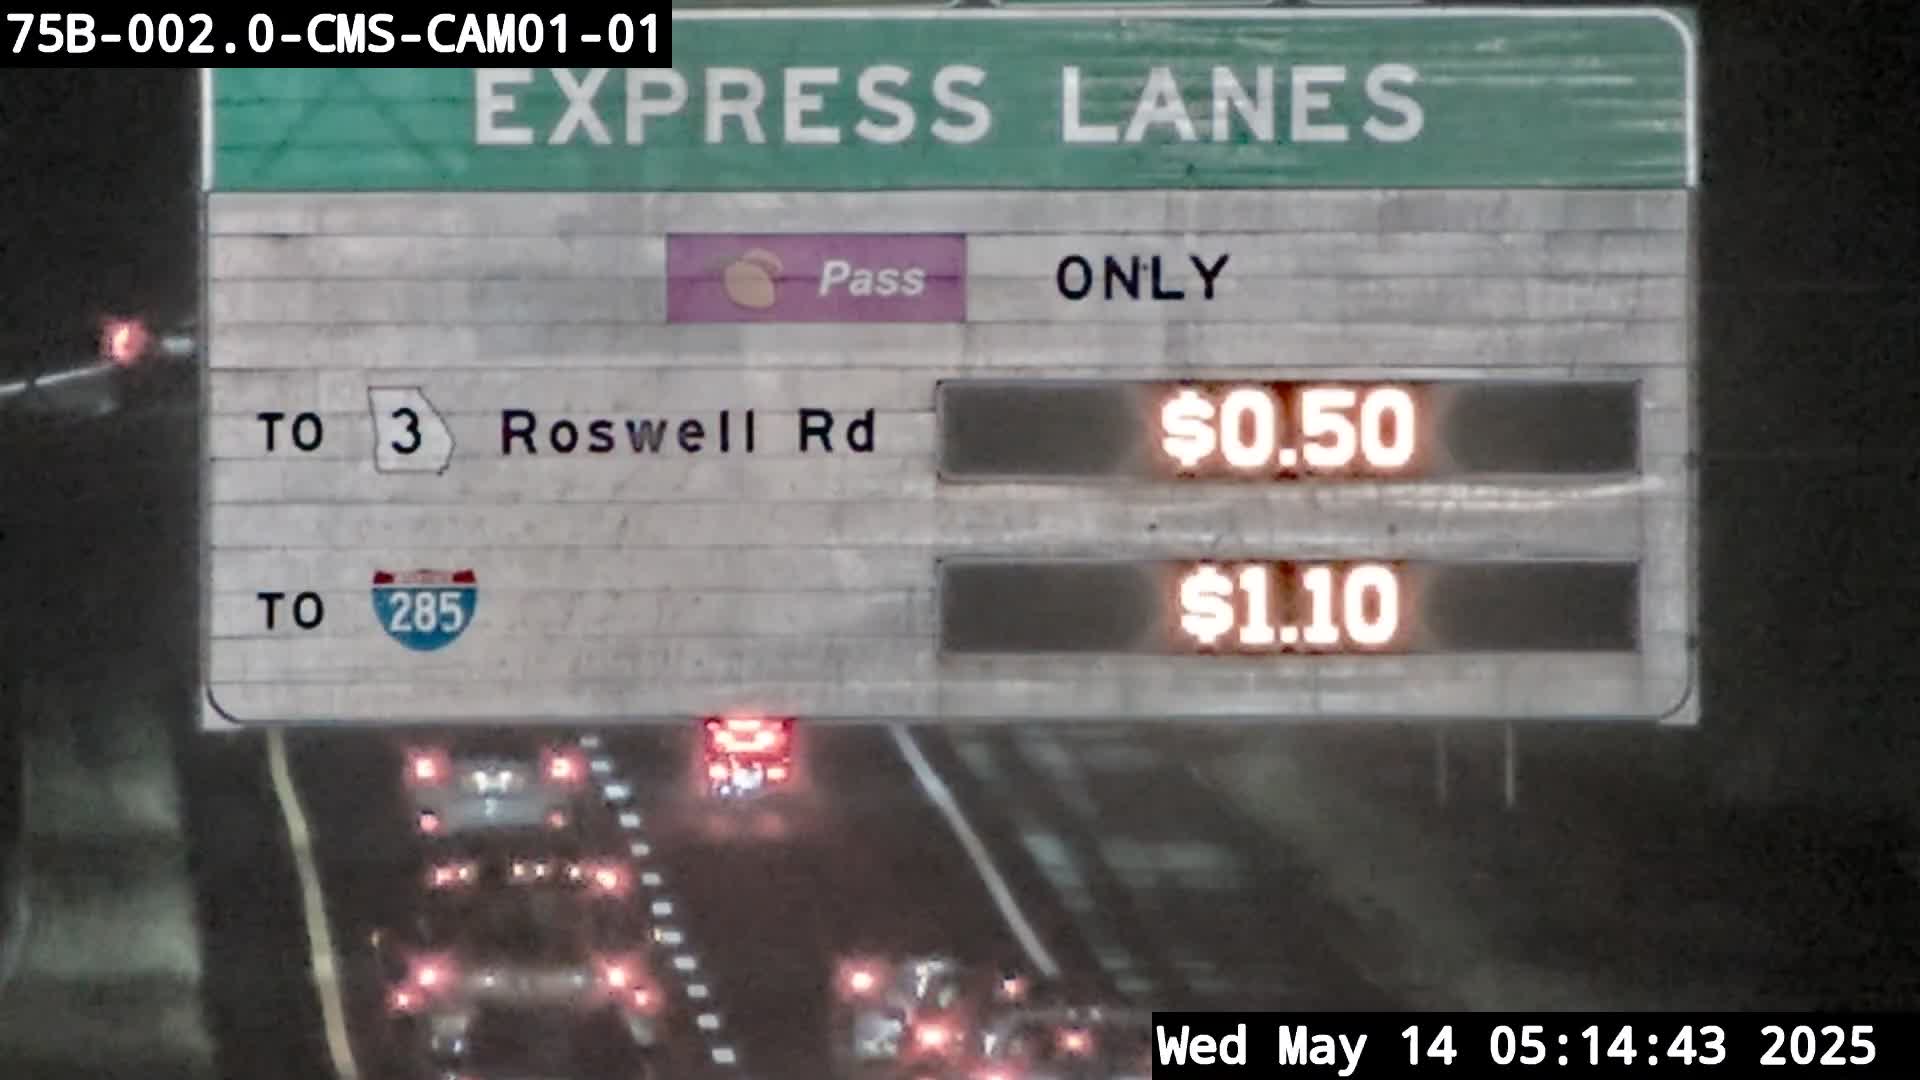 75B-002.0-CMS-CAM01-01
EXPRESS LANES
Pass ONLY
TO 3 Roswell Rd $0.50
TO 285 $1.10
Wed May 14 05:14:43 2025